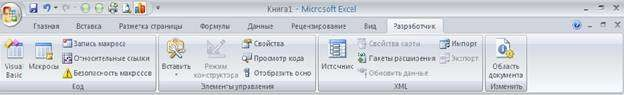 Книга1 - Microsoft Excel
Главная Вставка Разметка страницы Формулы Данные Рецензирование Вид Разработчик
Visual Basic
Макросы
Запись макросе
Относительные ссылки
Безопасность макросов
Код
Вставить
Режим конструктора
Свойства
Просмотр кода
Отобразить окно
Элементы управления
Источник
Свойства карты
Пакеты расширения
Обновить данные
Импорт
Экспорт
XML
Область документа
Изменить